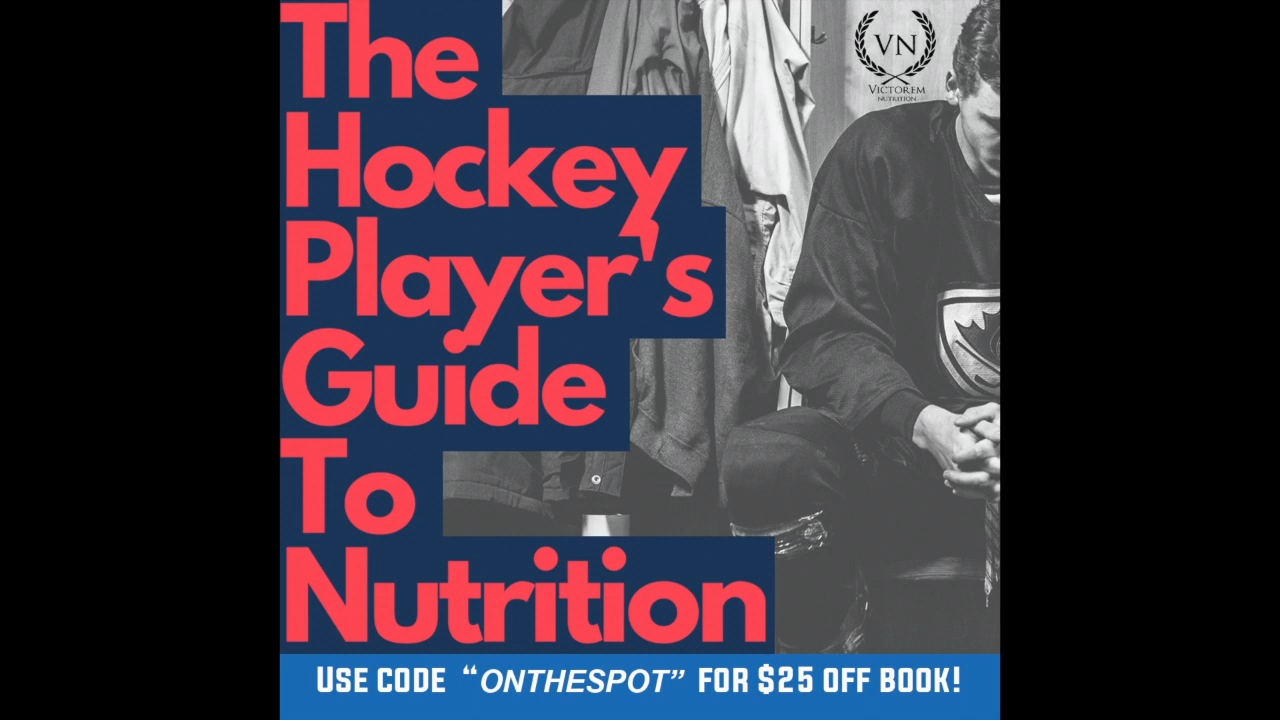 The
Hockey
Player's
Guide
To
Nutrition
VN
VICTOREM
NUTRITION
USE CODE “ONTHESPOT” FOR $25 OFF BOOK!